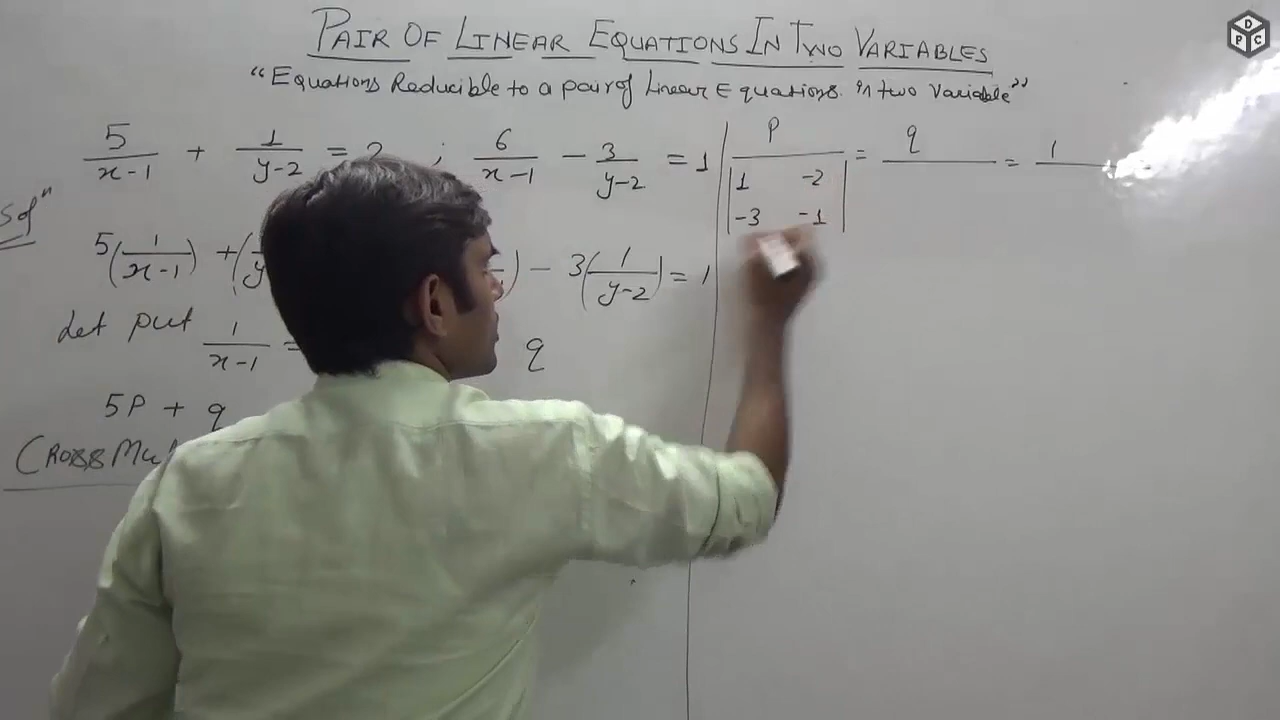 PAIR OF LINEAR EQUATIONS IN TWO VARIABLES
"Equations Reducible to a pair of Linear Equations in two Variable"
5/(x-1) + 1/(y-2) = 2 ; 6/(x-1) - 3/(y-2) = 1
Sol"
5(1/(x-1)) + (1/(y - 3(1/(y-2)) = 1
Let put 1/(x-1) = q
5P + q
CROSS Mul
P = q = 1
1 -2
-3 -1
D
P C